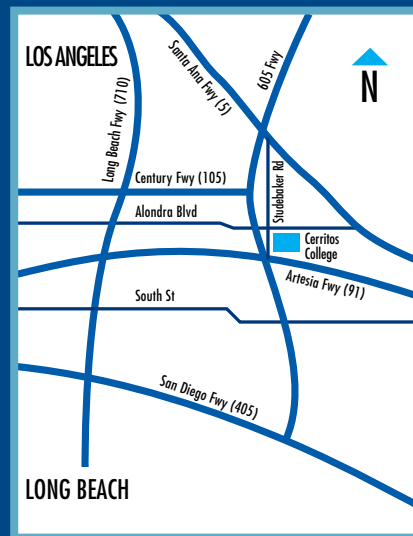 LOS ANGELES
Santa Ana Fwy (5)
605 Fwy
N
Long Beach Fwy (710)
Century Fwy (105)
Studebaker Rd
Alondra Blvd
Cerritos
College
Artesia Fwy (91)
South St
San Diego Fwy (405)
LONG BEACH